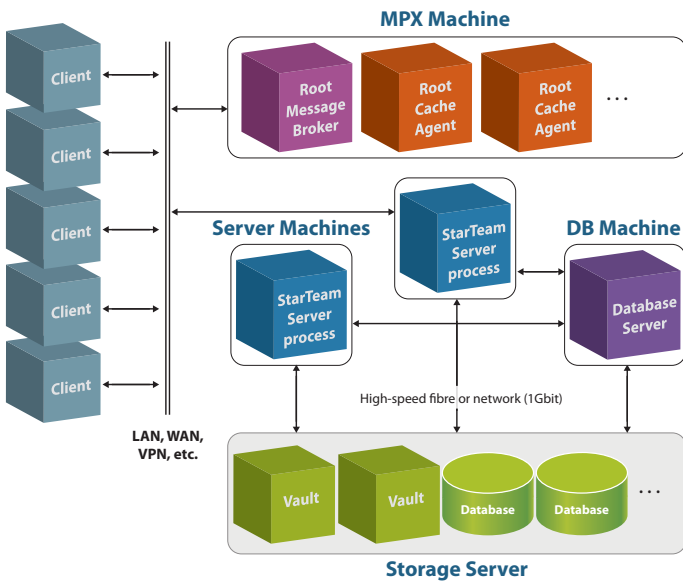 MPX Machine
Client
Client
Client
Client
Client
Root
Message
Broker
Root
Cache
Agent
Root
Cache
Agent
...
Server Machines
StarTeam
Server
process
DB Machine
StarTeam
Server
process
Database
Server
High-speed fibre or network (1Gbit)
LAN, WAN,
VPN, etc.
Vault
Vault
Database
Database
...
Storage Server